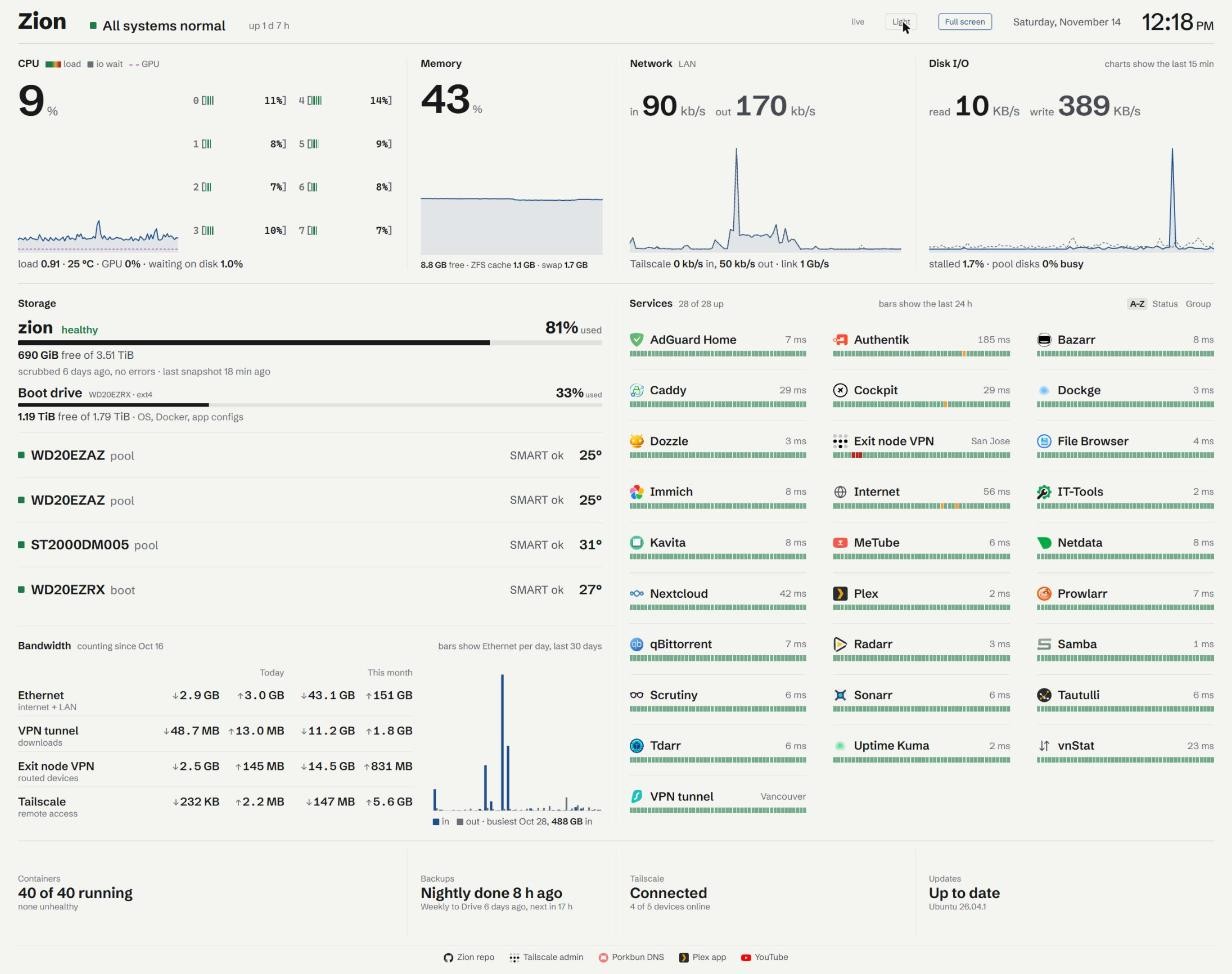 Zion All systems normal up 1 d 7 h live Light Full screen Saturday, November 14 12:18 PM
CPU load io wait GPU
9 %
0 11% 4 14%
1 8% 5 9%
2 7% 6 8%
3 10% 7 7%
load 0.91 · 25 °C · GPU 0% · waiting on disk 1.0%
Memory
43 %
8.8 GB free · ZFS cache 1.1 GB · swap 1.7 GB
Network LAN
in 90 kb/s out 170 kb/s
Tailscale 0 kb/s in, 50 kb/s out · link 1 Gb/s
Disk I/O charts show the last 15 min
read 10 KB/s write 389 KB/s
stalled 1.7% · pool disks 0% busy
Storage
zion healthy 81% used
690 GiB free of 3.51 TiB
scrubbed 6 days ago, no errors · last snapshot 18 min ago
Boot drive WD20EZRX · ext4 33% used
1.19 TiB free of 1.79 TiB · OS, Docker, app configs
WD20EZAZ pool SMART ok 25°
WD20EZAZ pool SMART ok 25°
ST2000DM005 pool SMART ok 31°
WD20EZRX boot SMART ok 27°
Bandwidth counting since Oct 16 bars show Ethernet per day, last 30 days
Today This month
Ethernet ↓2.9 GB ↑3.0 GB ↓43.1 GB ↑151 GB
internet + LAN
VPN tunnel ↓48.7 MB ↑13.0 MB ↓11.2 GB ↑1.8 GB
downloads
Exit node VPN ↓2.5 GB ↑145 MB ↓14.5 GB ↑831 MB
routed devices
Tailscale ↓232 KB ↑2.2 MB ↓147 MB ↑5.6 GB
remote access
in out · busiest Oct 28, 488 GB in
Services 28 of 28 up bars show the last 24 h A–Z Status Group
AdGuard Home 7 ms Authentik 185 ms Bazarr 8 ms
Caddy 29 ms Cockpit 29 ms Dockge 3 ms
Dozzle 3 ms Exit node VPN San Jose File Browser 4 ms
Immich 8 ms Internet 56 ms IT-Tools 2 ms
Kavita 8 ms MeTube 6 ms Netdata 8 ms
Nextcloud 42 ms Plex 2 ms Prowlarr 7 ms
qb qBittorrent 7 ms Radarr 3 ms Samba 1 ms
Scrutiny 6 ms Sonarr 6 ms Tautulli 6 ms
Tdarr 6 ms Uptime Kuma 2 ms vnStat 23 ms
VPN tunnel Vancouver
Containers
40 of 40 running
none unhealthy
Backups
Nightly done 8 h ago
Weekly to Drive 6 days ago, next in 17 h
Tailscale
Connected
4 of 5 devices online
Updates
Up to date
Ubuntu 26.04.1
Zion repo Tailscale admin Porkbun DNS Plex app YouTube